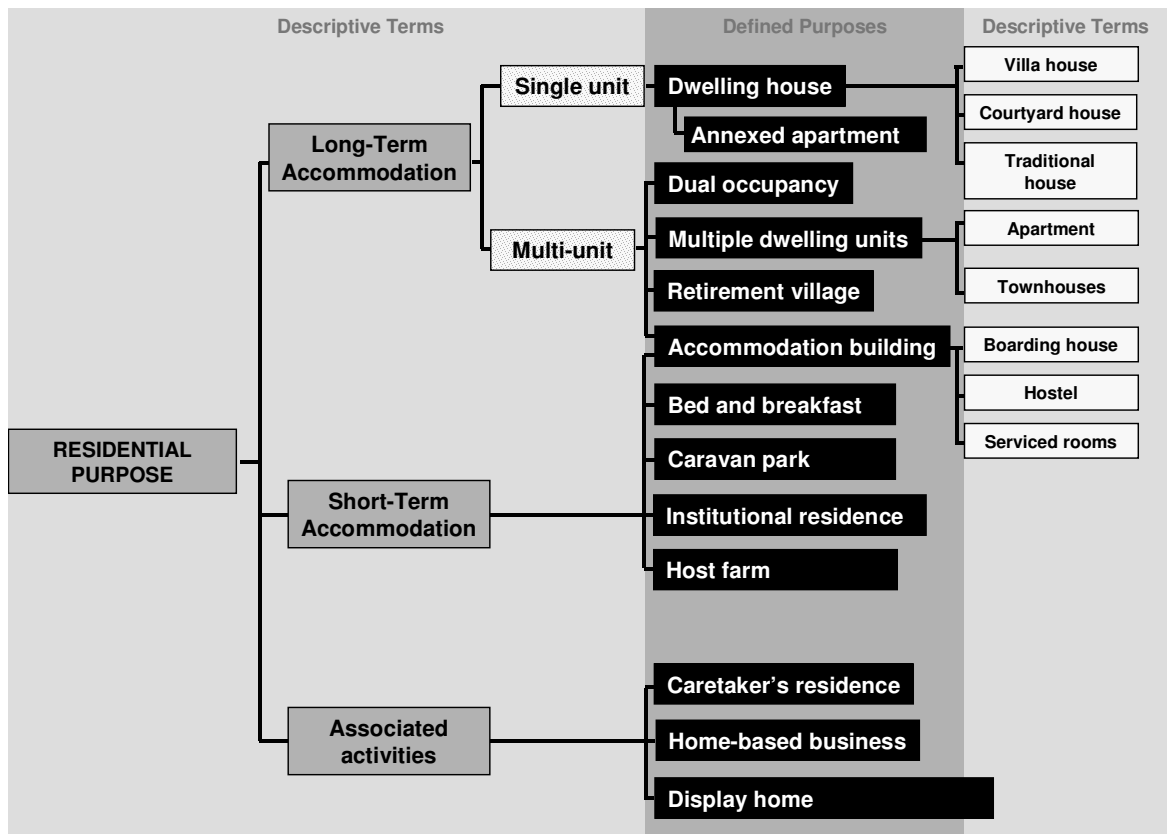 Descriptive Terms
Defined Purposes
Descriptive Terms
RESIDENTIAL
PURPOSE
Long-Term
Accommodation
Single unit
Dwelling house
Annexed apartment
Villa house
Courtyard house
Traditional
house
Multi-unit
Dual occupancy
Multiple dwelling units
Apartment
Townhouses
Retirement village
Accommodation building
Boarding house
Hostel
Serviced rooms
Short-Term
Accommodation
Bed and breakfast
Caravan park
Institutional residence
Host farm
Associated
activities
Caretaker’s residence
Home-based business
Display home